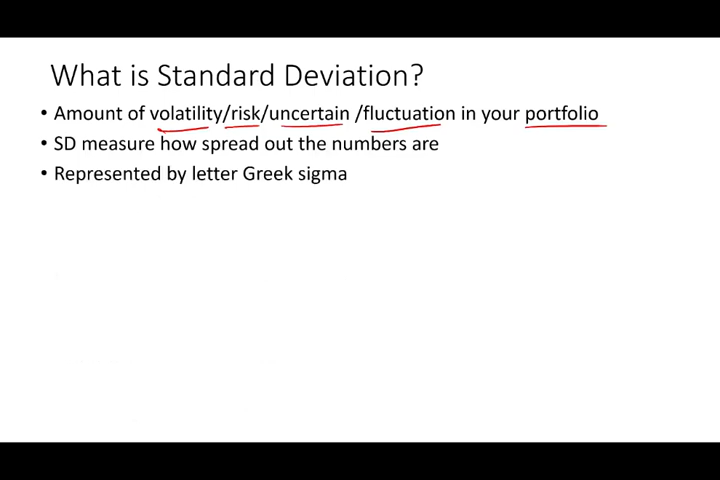 What is Standard Deviation?
• Amount of volatility/risk/uncertain /fluctuation in your portfolio
• SD measure how spread out the numbers are
• Represented by letter Greek sigma